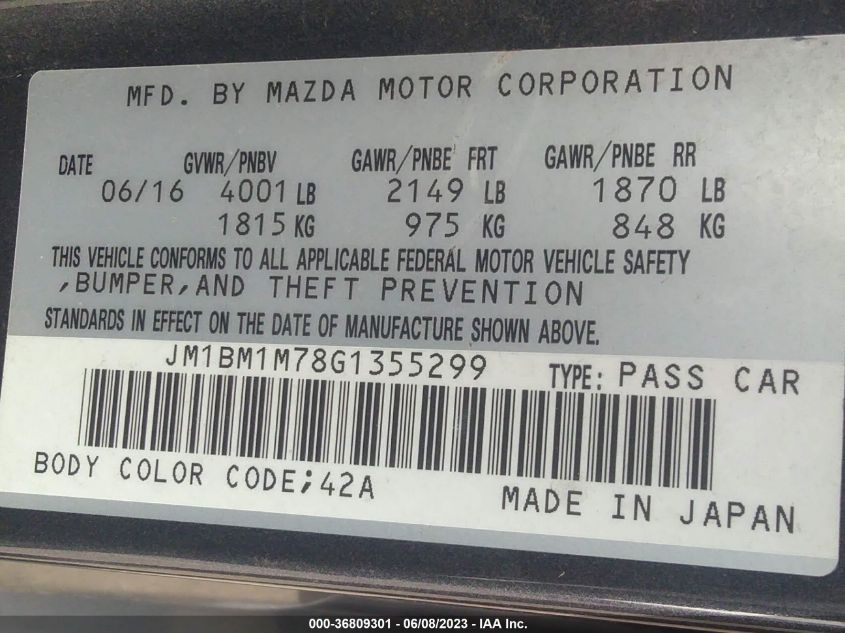 MFD. BY MAZDA MOTOR CORPORATION
DATE GVWR/PNBV GAWR/PNBE FRT GAWR/PNBE RR
06/16 4001 LB 2149 LB 1870 LB
1815 KG 975 KG 848 KG
THIS VEHICLE CONFORMS TO ALL APPLICABLE FEDERAL MOTOR VEHICLE SAFETY
,BUMPER,AND THEFT PREVENTION
STANDARDS IN EFFECT ON THE DATE OF MANUFACTURE SHOWN ABOVE.
JM1BM1M78G1355299 TYPE: PASS CAR
BODY COLOR CODE;42A
MADE IN JAPAN
000-36809301 - 06/08/2023 - IAA Inc.